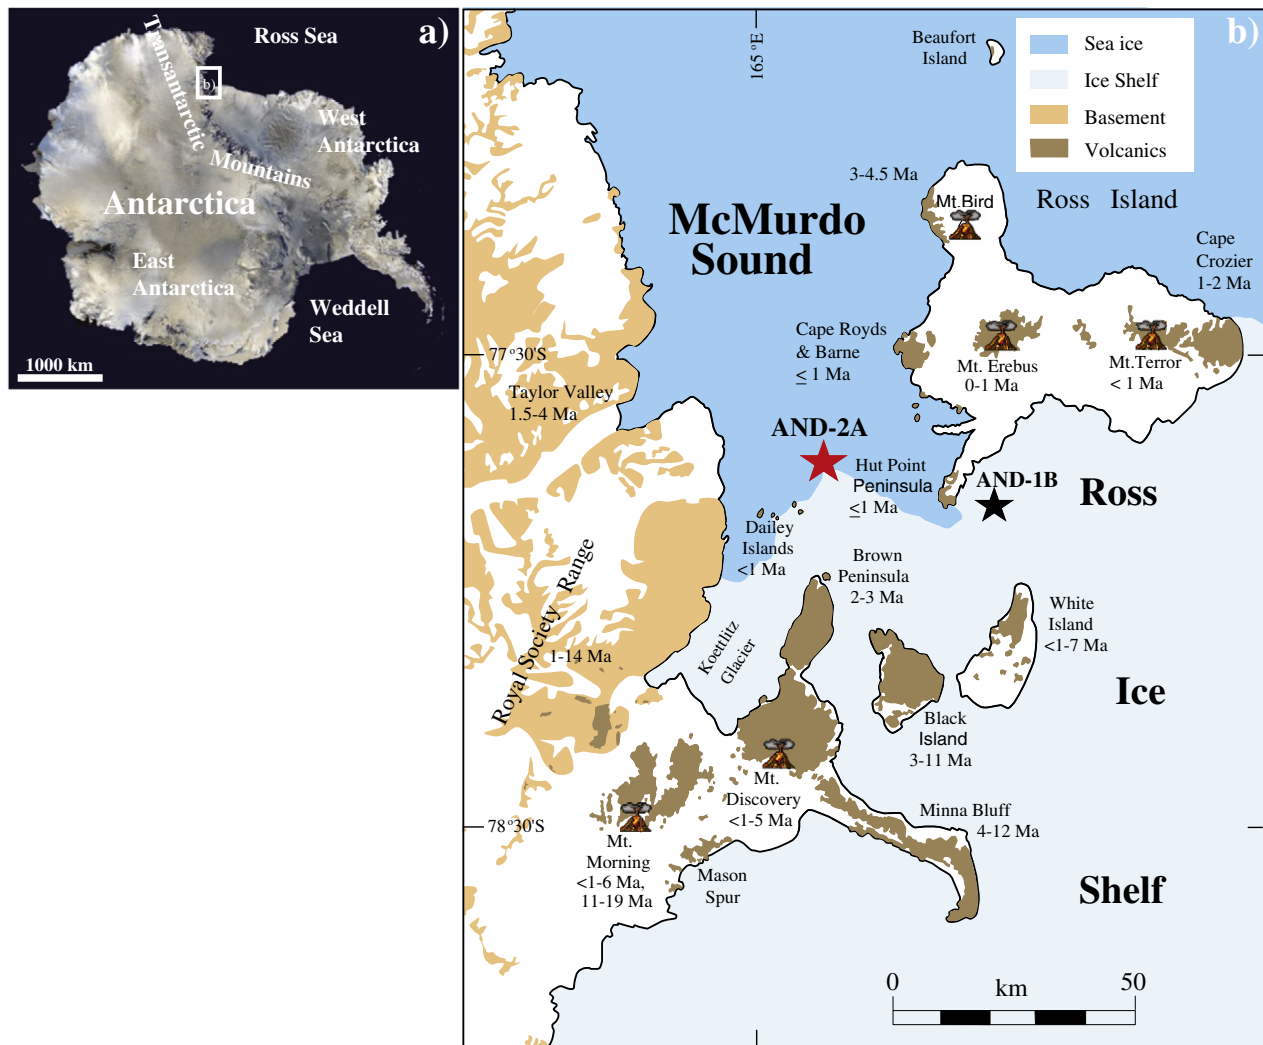 a)
Ross Sea
Transantarctic
Mountains
b)
West
Antarctica
Antarctica
East
Antarctica
Weddell
Sea
1000 km
b)
165 °E
Sea ice
Ice Shelf
Basement
Volcanics
Beaufort
Island
3-4.5 Ma
Mt.Bird
Ross Island
McMurdo
Sound
Cape
Crozier
1-2 Ma
Cape Royds
& Barne
≤ 1 Ma
77°30'S
Mt. Erebus
0-1 Ma
Mt.Terror
< 1 Ma
Taylor Valley
1.5-4 Ma
AND-2A
Hut Point
Peninsula
≤1 Ma
AND-1B
Ross
Dailey
Islands
<1 Ma
Brown
Peninsula
2-3 Ma
White
Island
<1-7 Ma
Royal Society Range
1-14 Ma
Koettlitz
Glacier
Ice
Black
Island
3-11 Ma
Mt.
Discovery
<1-5 Ma
Minna Bluff
4-12 Ma
78°30'S
Mt.
Morning
<1-6 Ma,
11-19 Ma
Mason
Spur
Shelf
0
50
km